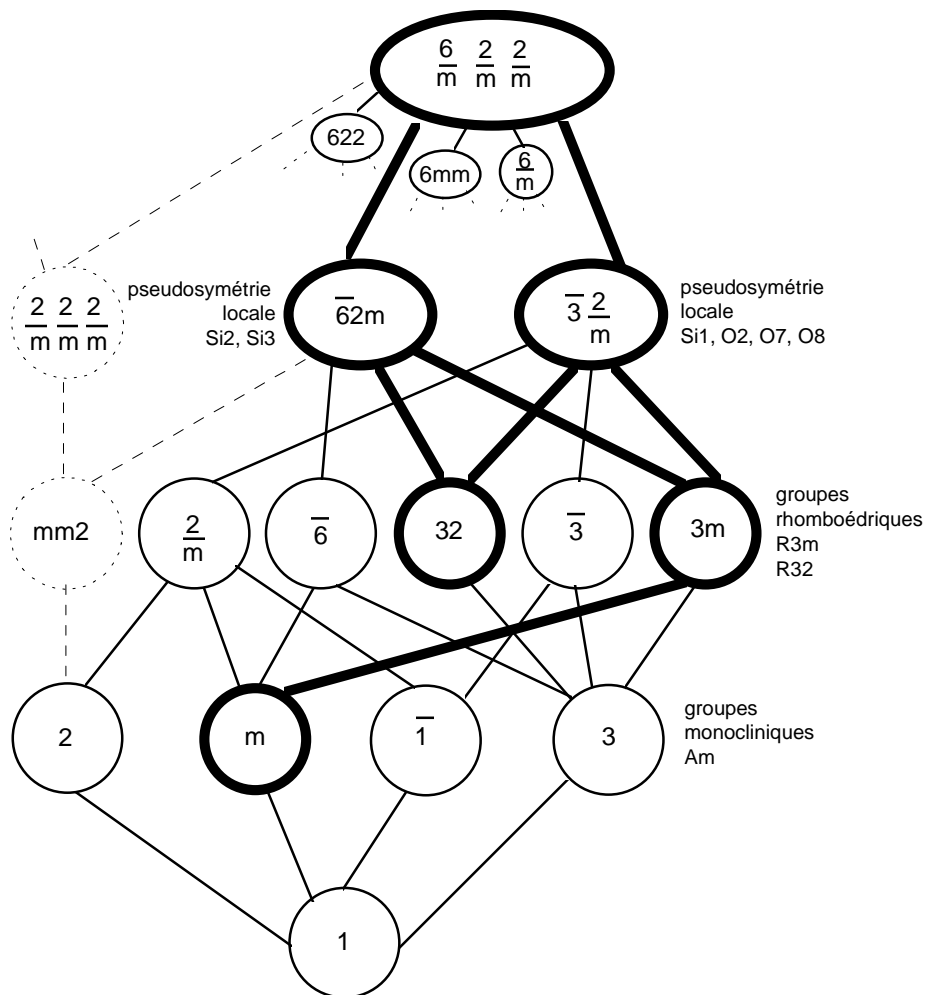 6/m 2/m 2/m
622
6mm
6/m
2/m 2/m 2/m
pseudosymétrie
locale
Si2, Si3
6̅2m
3̅ 2/m
pseudosymétrie
locale
Si1, O2, O7, O8
mm2
2/m
6̅
32
3̅
3m
groupes
rhomboédriques
R3m
R32
2
m
1̅
3
groupes
monocliniques
Am
1